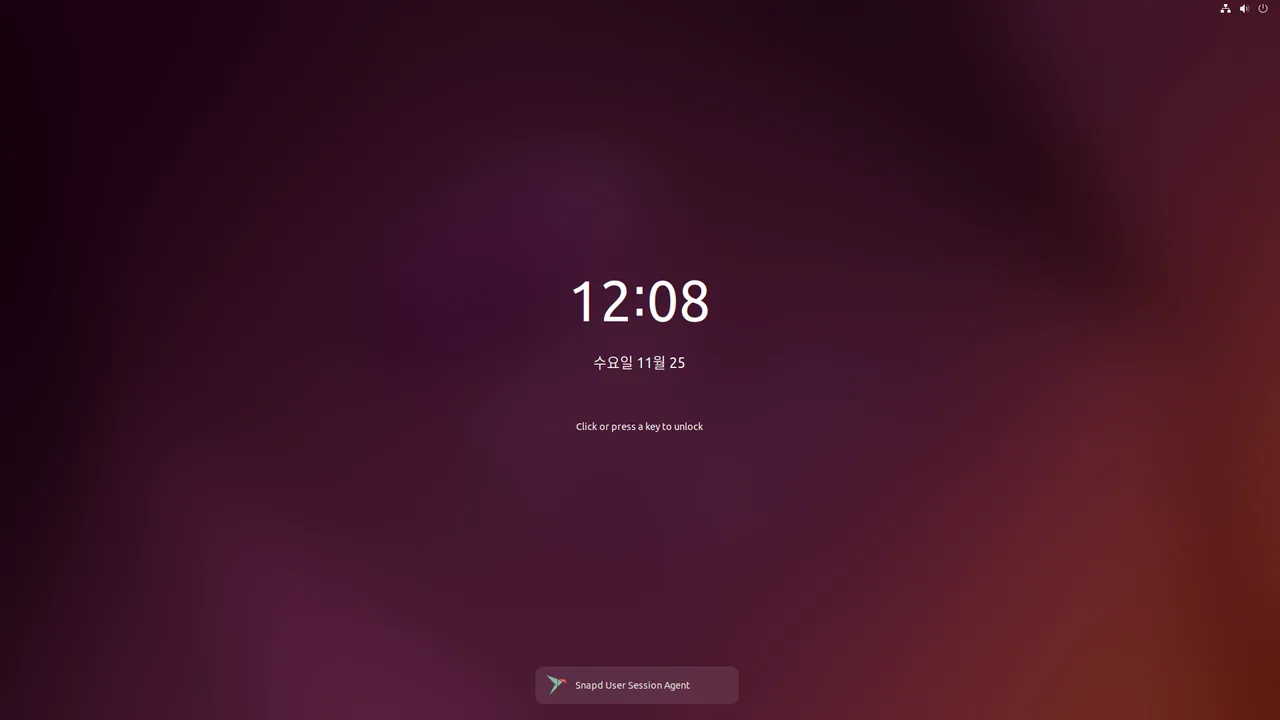 12:08
수요일 11월 25
Click or press a key to unlock
Snapd User Session Agent